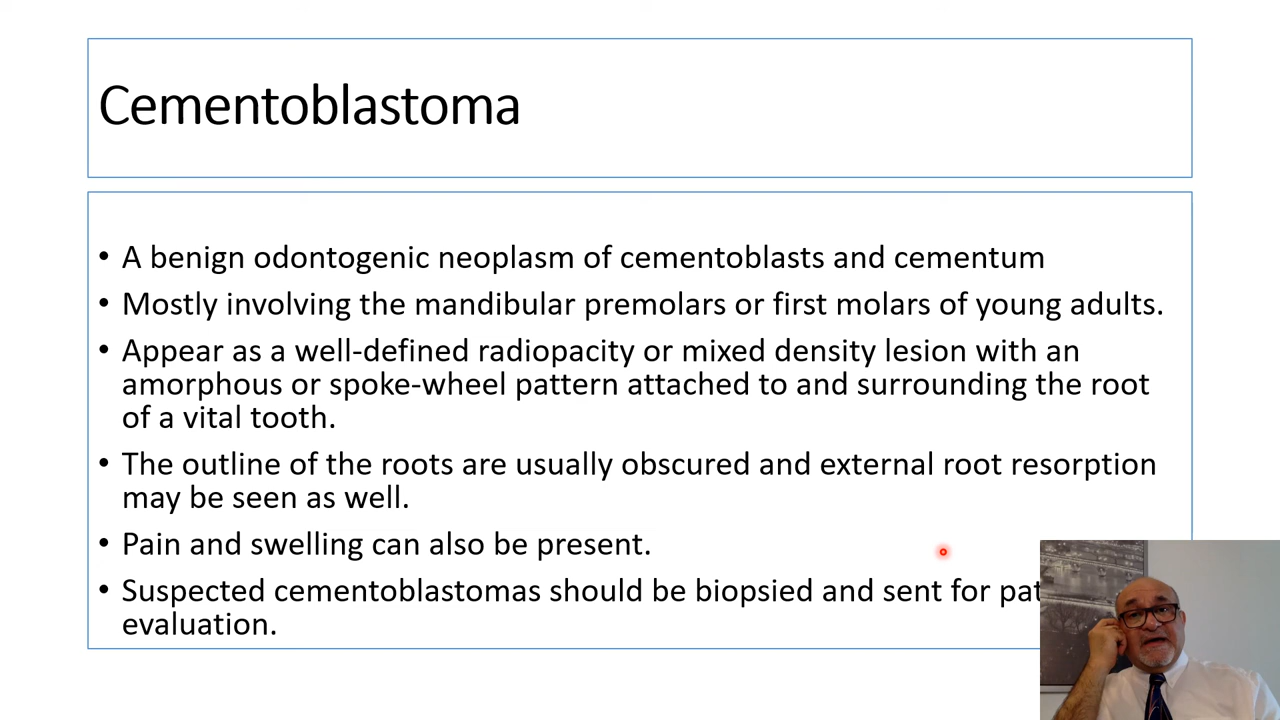 Cementoblastoma
• A benign odontogenic neoplasm of cementoblasts and cementum
• Mostly involving the mandibular premolars or first molars of young adults.
• Appear as a well-defined radiopacity or mixed density lesion with an
amorphous or spoke-wheel pattern attached to and surrounding the root
of a vital tooth.
• The outline of the roots are usually obscured and external root resorption
may be seen as well.
• Pain and swelling can also be present.
• Suspected cementoblastomas should be biopsied and sent for
evaluation.